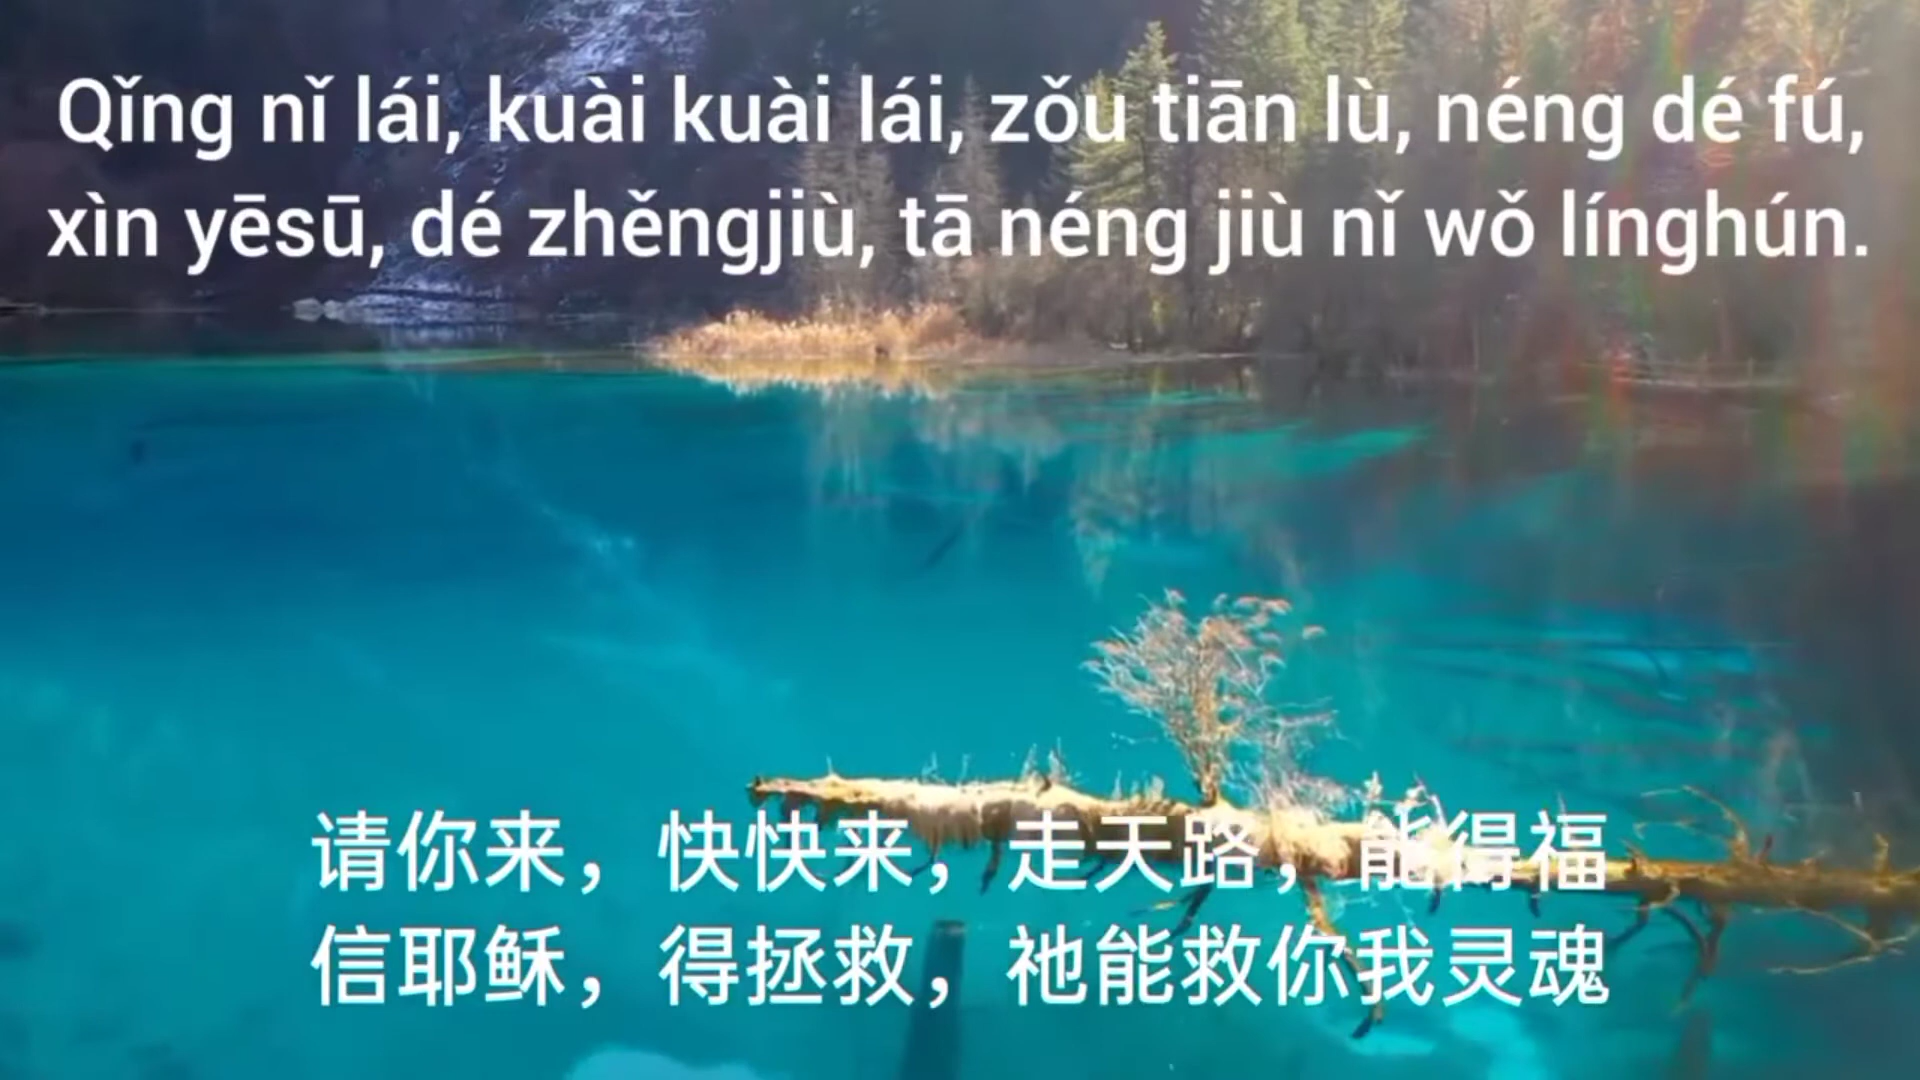 Qǐng nǐ lái, kuài kuài lái, zǒu tiān lù, néng dé fú,
xìn yēsū, dé zhěngjiù, tā néng jiù nǐ wǒ línghún.
请你来，快快来，走天路，能得福
信耶稣，得拯救，祂能救你我灵魂